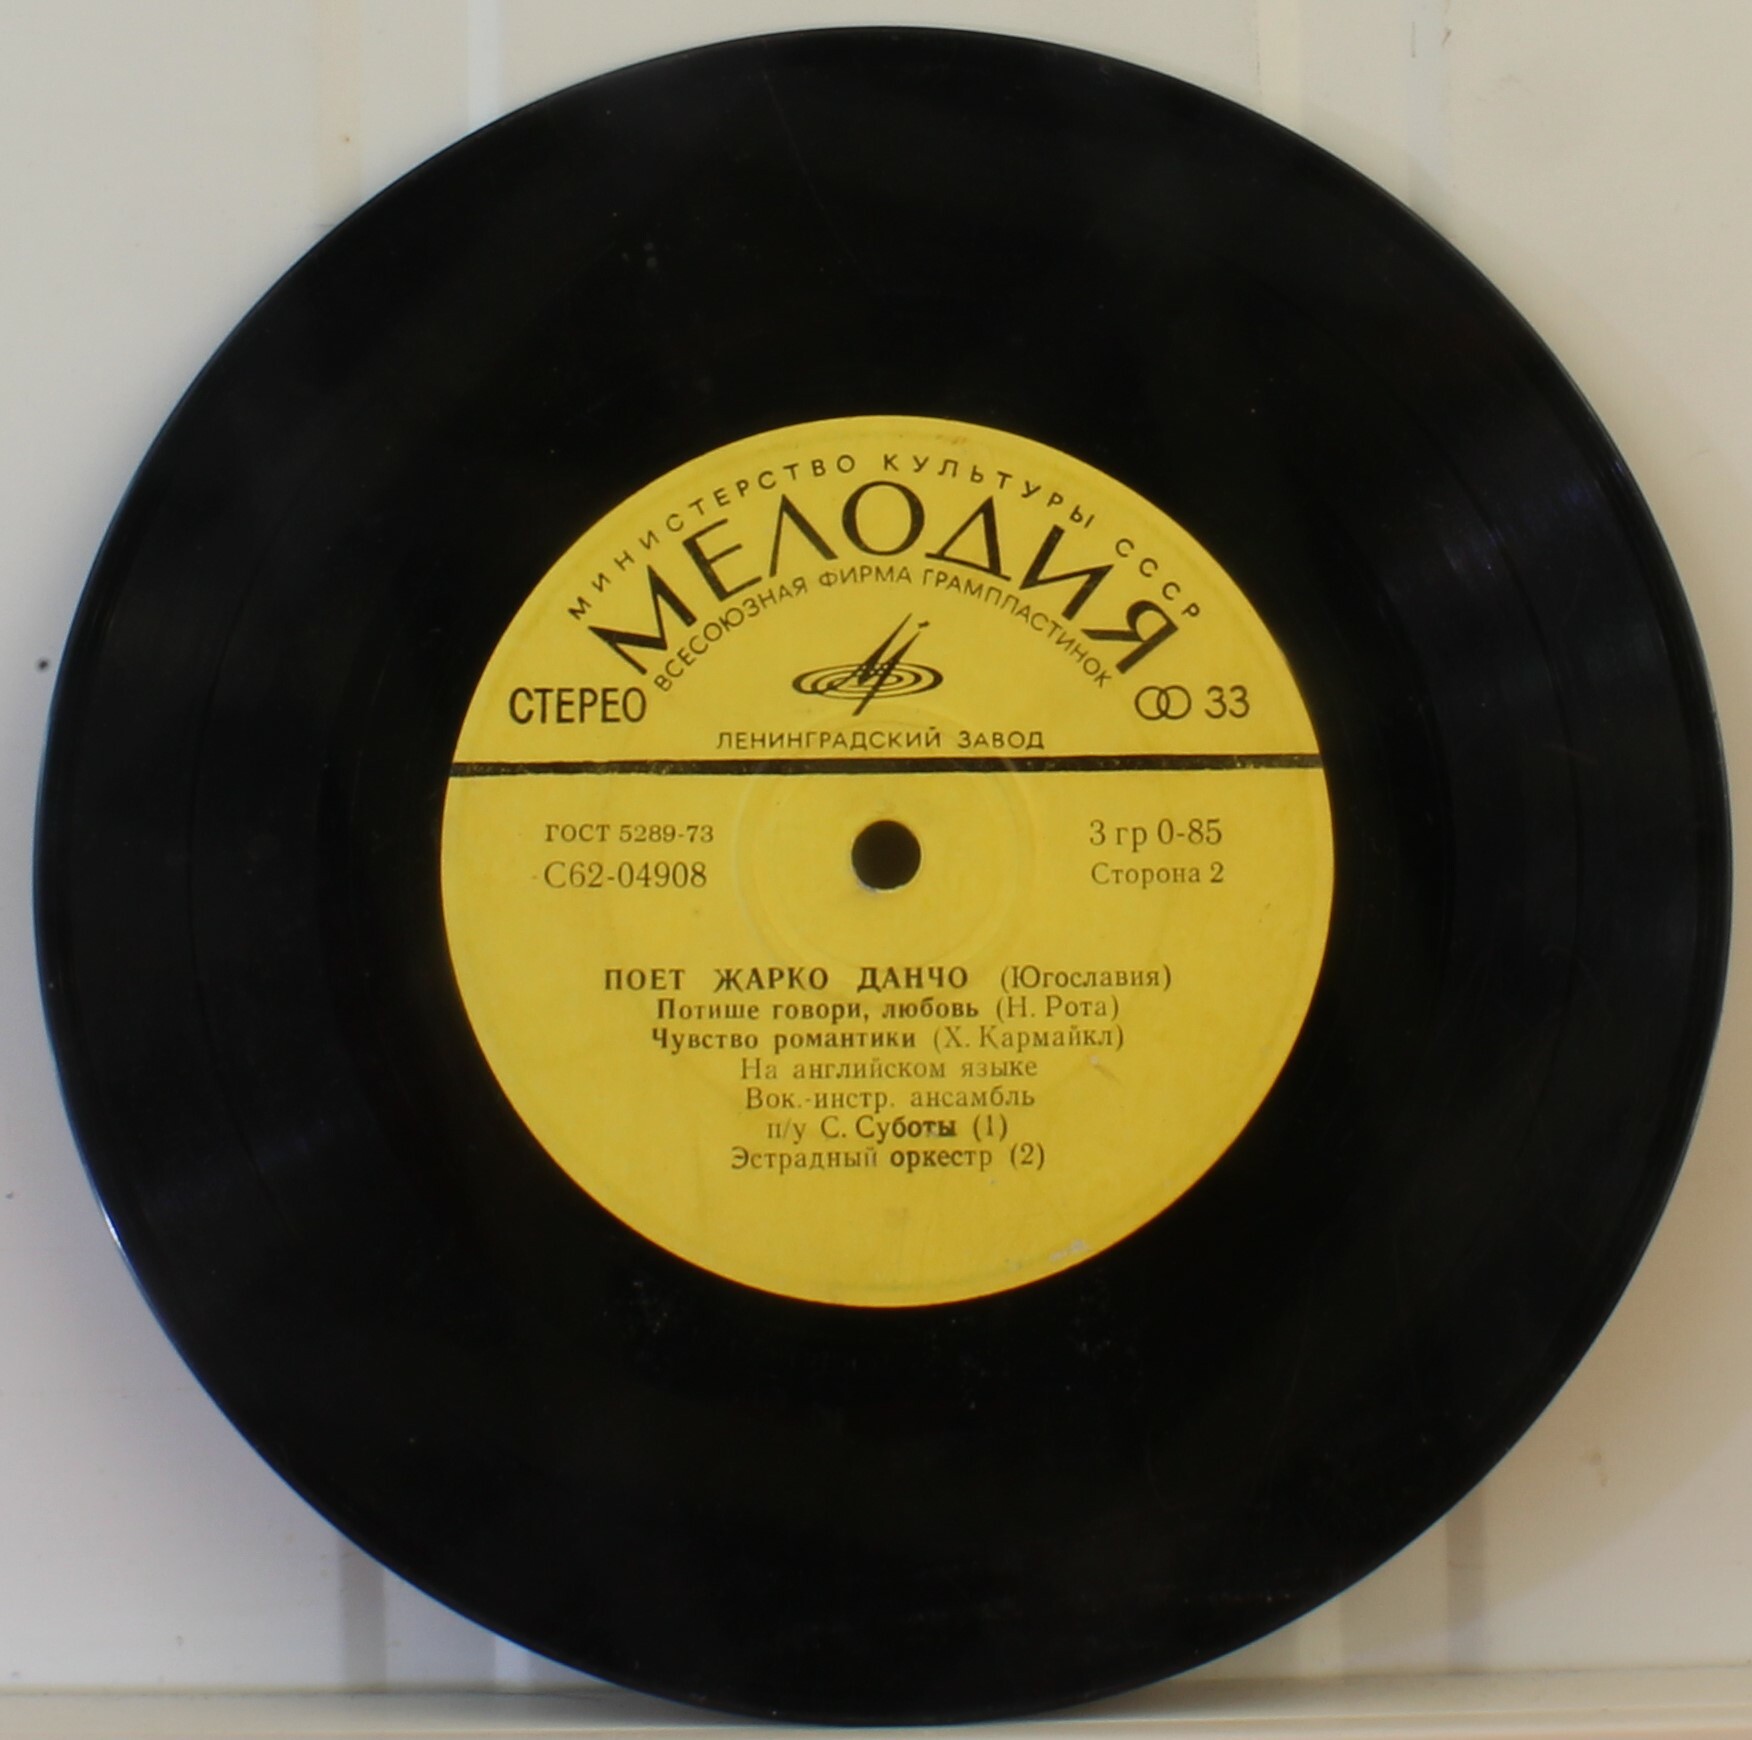 МИНИСТЕРСТВО КУЛЬТУРЫ СССР
МЕЛОДИЯ
ВСЕСОЮЗНАЯ ФИРМА ГРАМПЛАСТИНОК
СТЕРЕО
33
ЛЕНИНГРАДСКИЙ ЗАВОД
ГОСТ 5289-73
3 гр 0-85
С62-04908
Сторона 2
ПОЕТ ЖАРКО ДАНЧО (Югославия)
Потише говори, любовь (Н. Рота)
Чувство романтики (Х. Кармайкл)
На английском языке
Вок.-инстр. ансамбль
п/у С. Суботы (1)
Эстрадный оркестр (2)